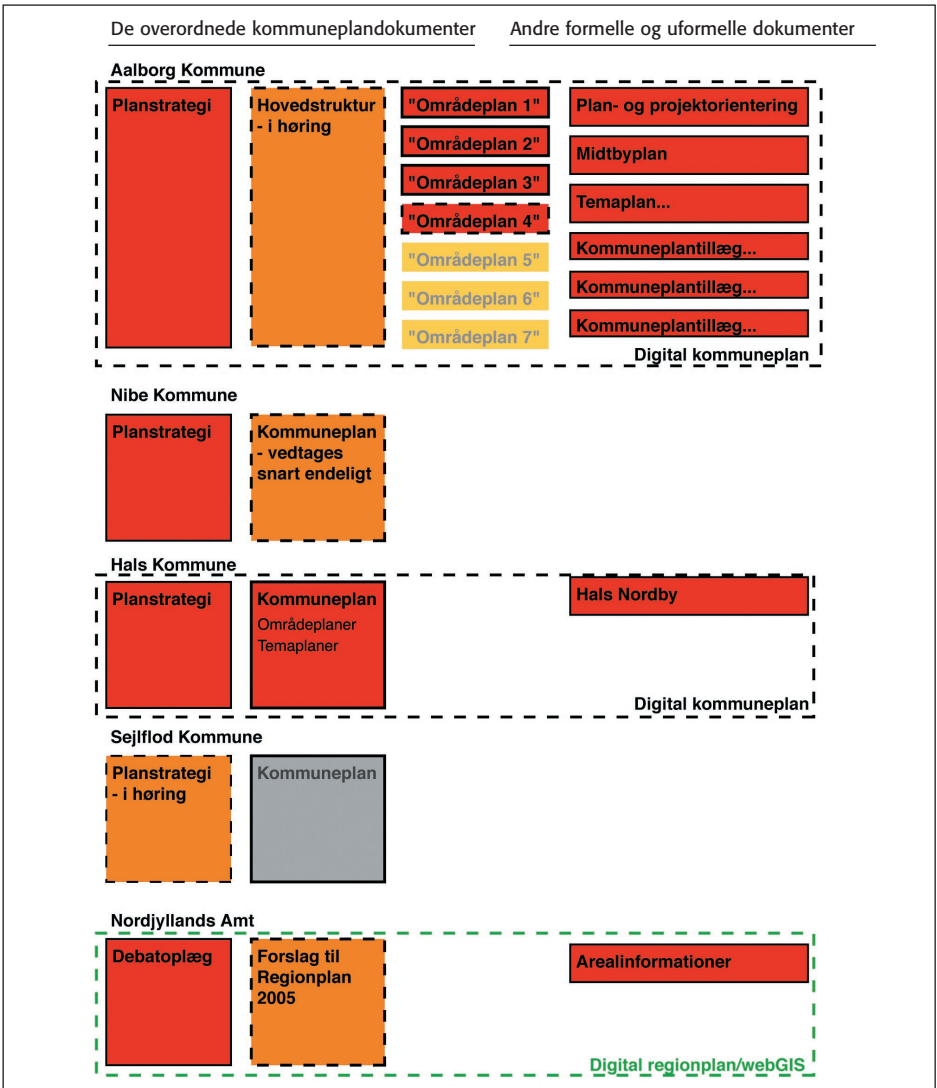 De overordnede kommuneplandokumenter
Andre formelle og uformelle dokumenter
Aalborg Kommune
Planstrategi
Hovedstruktur
- i høring
"Områdeplan 1"
"Områdeplan 2"
"Områdeplan 3"
"Områdeplan 4"
"Områdeplan 5"
"Områdeplan 6"
"Områdeplan 7"
Plan- og projektorientering
Midtbyplan
Temaplan...
Kommuneplantillæg...
Kommuneplantillæg...
Kommuneplantillæg...
Digital kommuneplan
Nibe Kommune
Planstrategi
Kommuneplan
- vedtages
snart endeligt
Hals Kommune
Planstrategi
Kommuneplan
Områdeplaner
Temaplaner
Hals Nordby
Digital kommuneplan
Sejlflod Kommune
Planstrategi
- i høring
Kommuneplan
Nordjyllands Amt
Debatoplæg
Forslag til
Regionplan
2005
Arealinformationer
Digital regionplan/webGIS